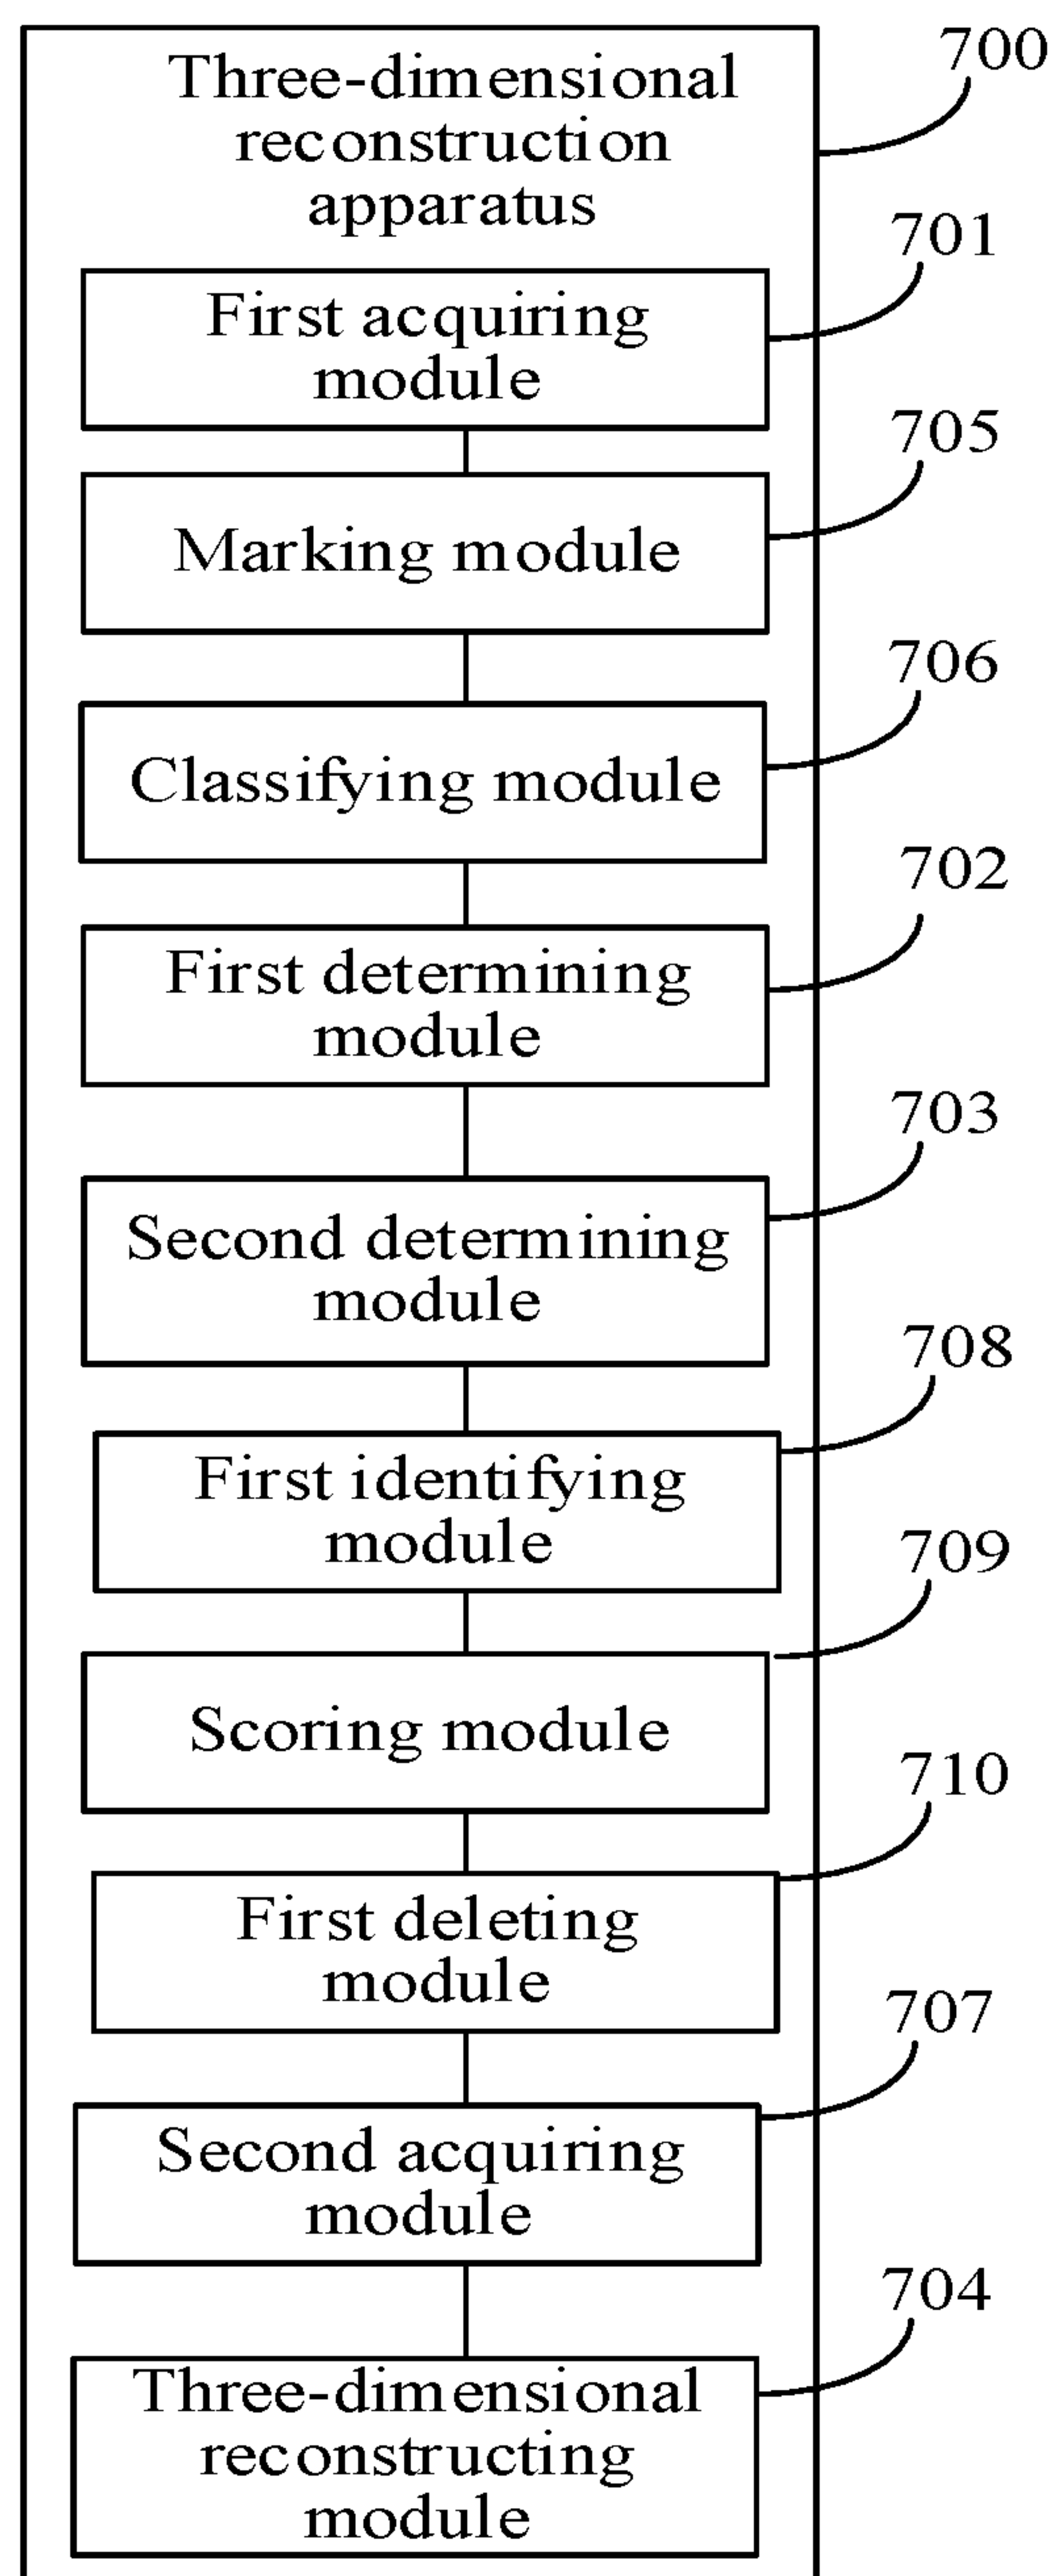 700
Three-dimensional
reconstruction
apparatus
701
First acquiring
module
705
Marking module
706
Classifying module
702
First determining
module
703
Second determining
module
708
First identifying
module
709
Scoring module
710
First deleting
module
707
Second acquiring
module
704
Three-dimensional
reconstructing
module